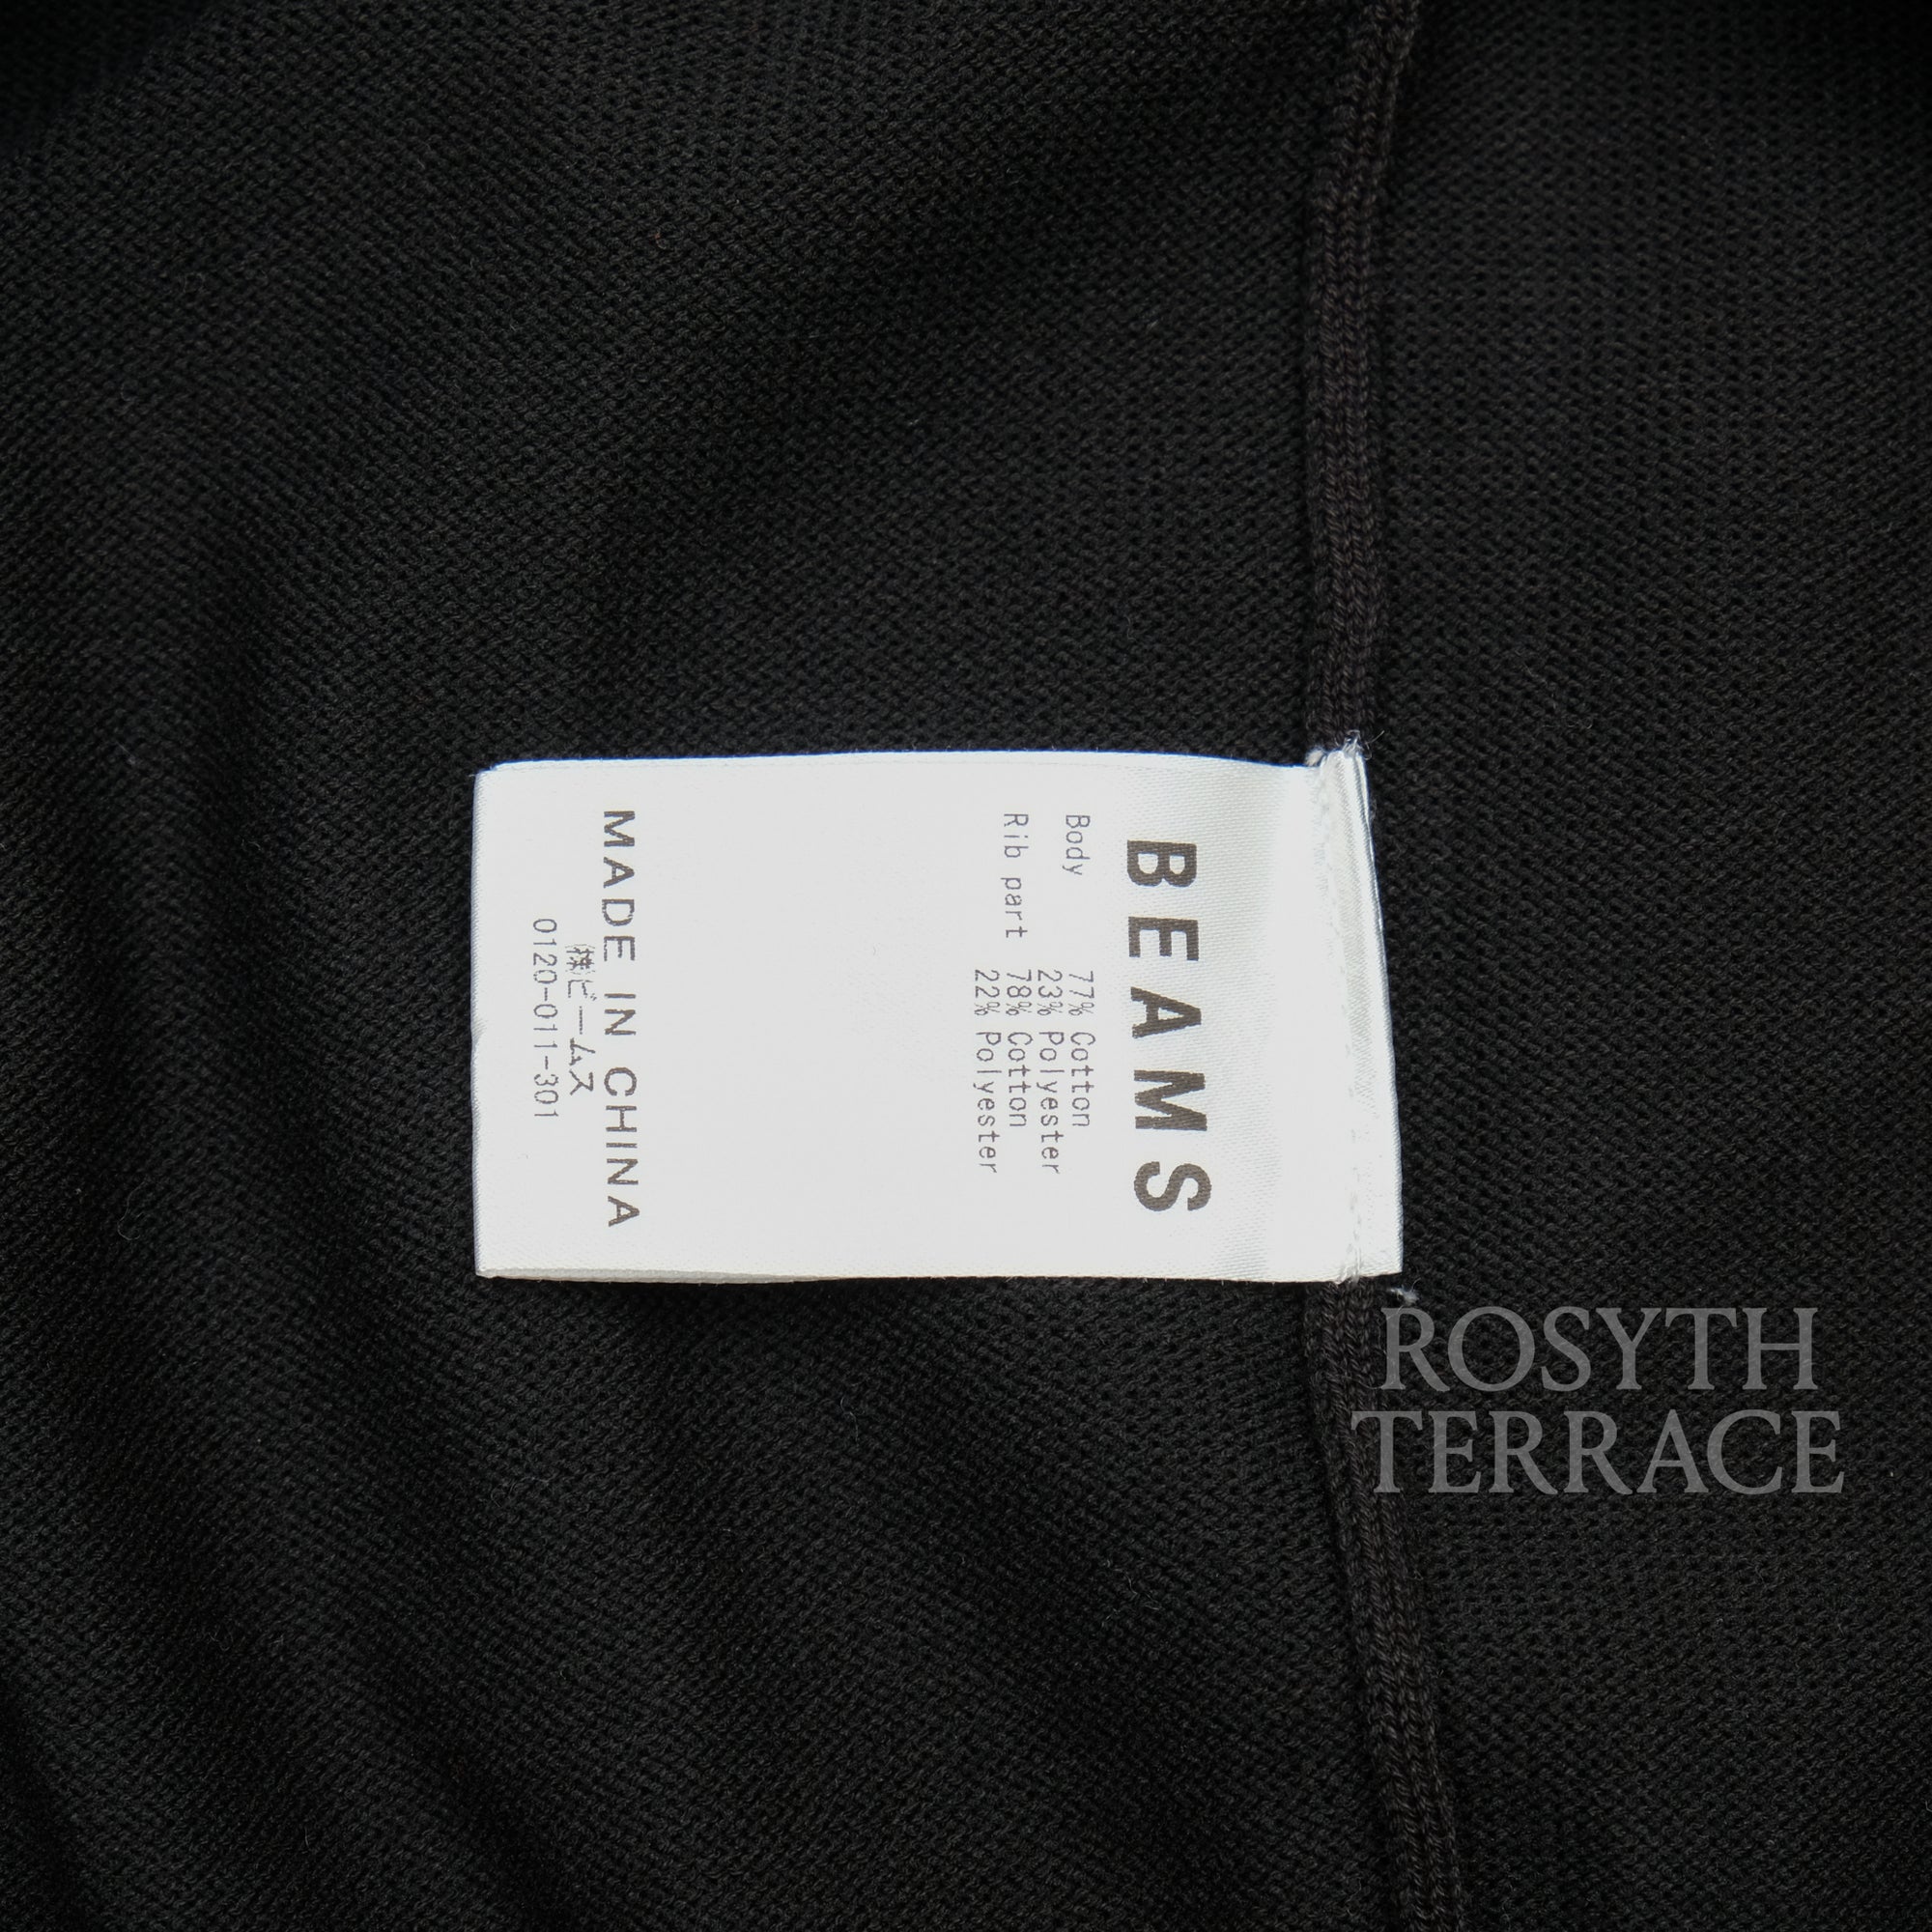 BEAMS
Body 77% Cotton
23% Polyester
Rib part 78% Cotton
22% Polyester
MADE IN CHINA
㈱ビームス
0120-011-301
ROSYTH
TERRACE